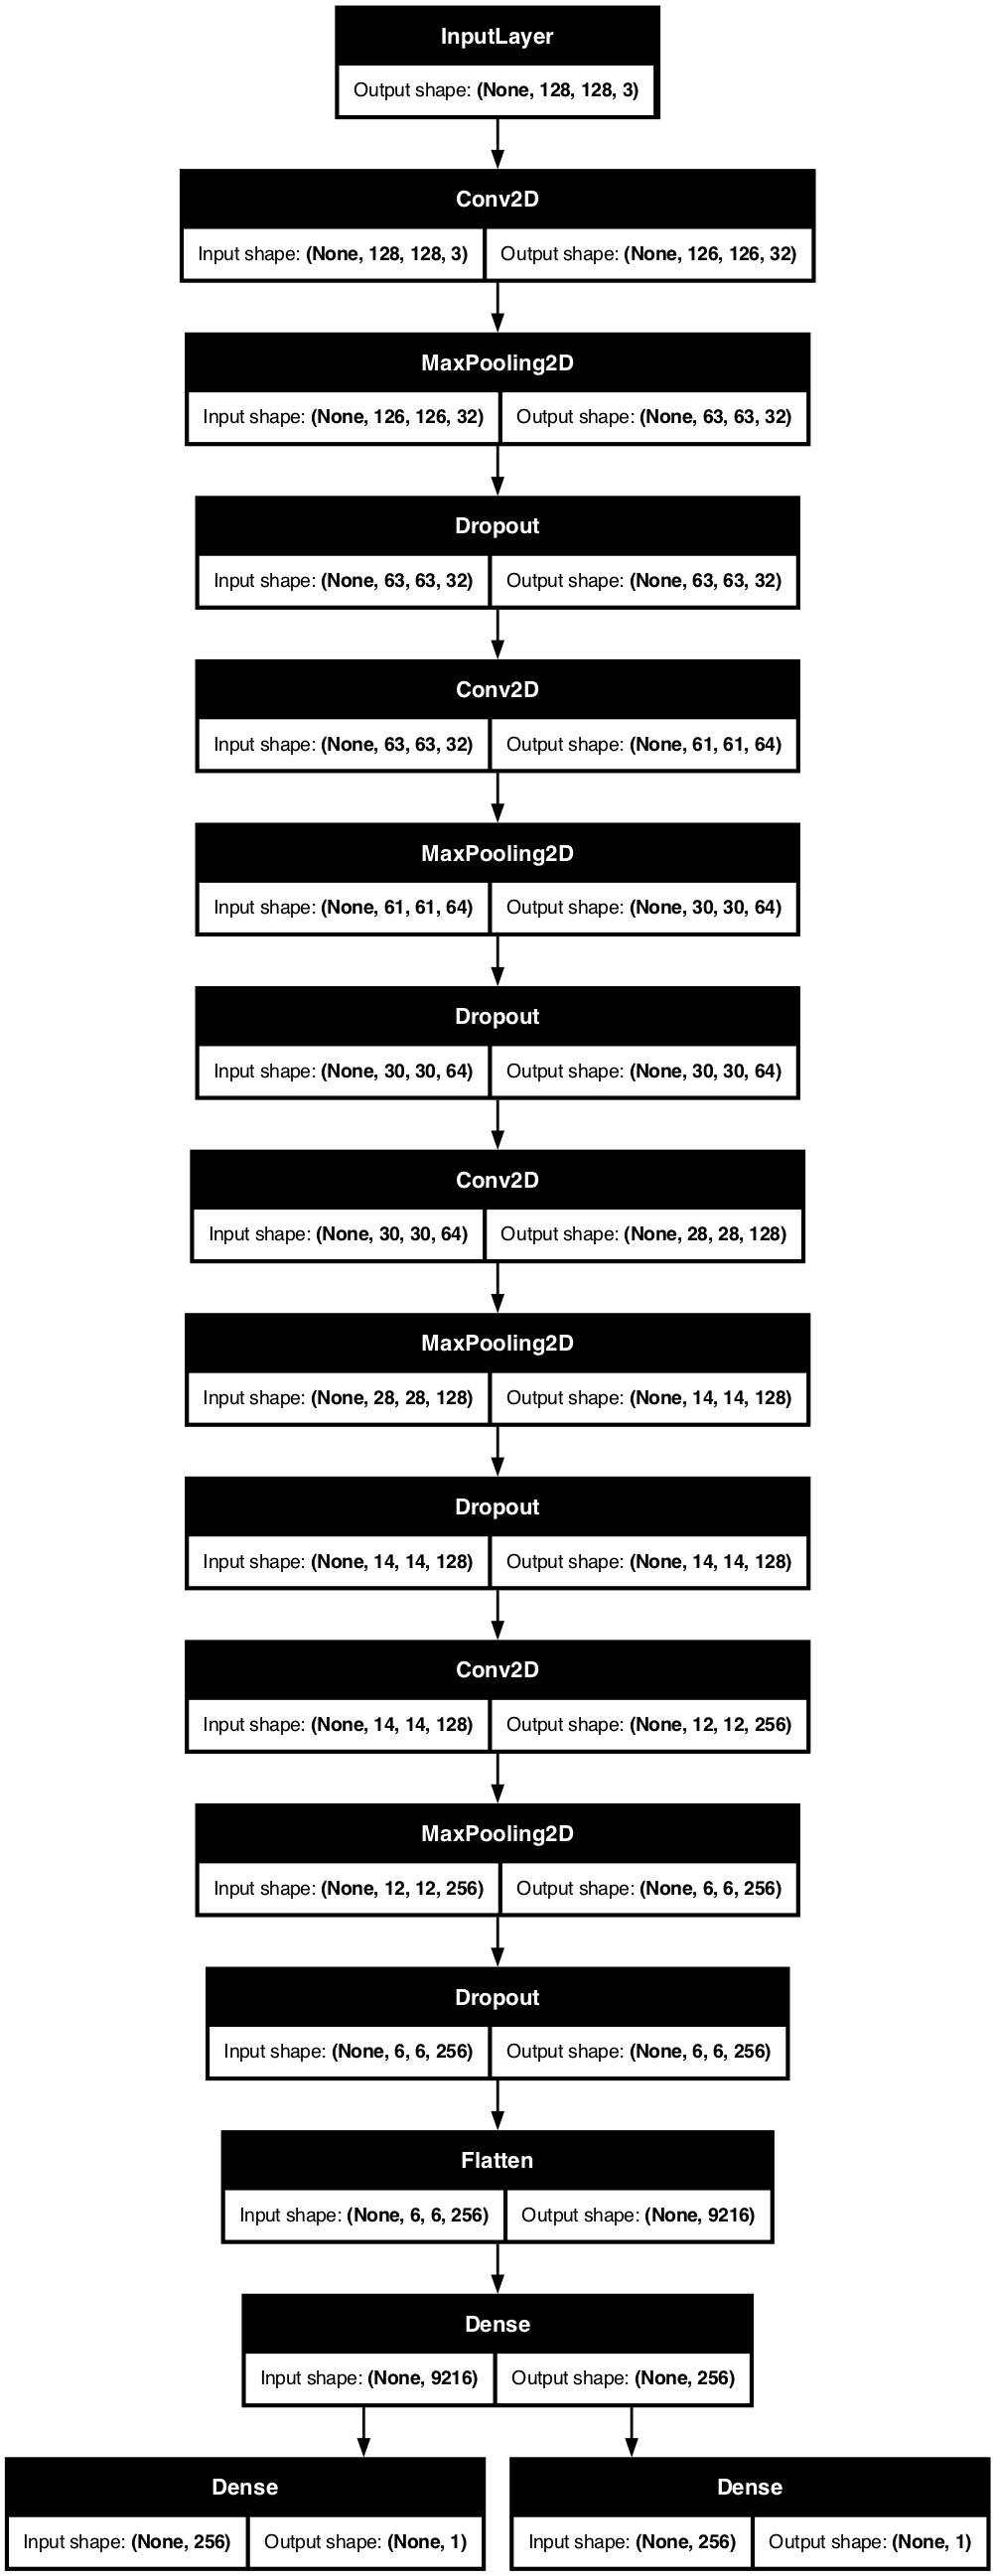 InputLayer
Output shape: (None, 128, 128, 3)
Conv2D
Input shape: (None, 128, 128, 3) Output shape: (None, 126, 126, 32)
MaxPooling2D
Input shape: (None, 126, 126, 32) Output shape: (None, 63, 63, 32)
Dropout
Input shape: (None, 63, 63, 32) Output shape: (None, 63, 63, 32)
Conv2D
Input shape: (None, 63, 63, 32) Output shape: (None, 61, 61, 64)
MaxPooling2D
Input shape: (None, 61, 61, 64) Output shape: (None, 30, 30, 64)
Dropout
Input shape: (None, 30, 30, 64) Output shape: (None, 30, 30, 64)
Conv2D
Input shape: (None, 30, 30, 64) Output shape: (None, 28, 28, 128)
MaxPooling2D
Input shape: (None, 28, 28, 128) Output shape: (None, 14, 14, 128)
Dropout
Input shape: (None, 14, 14, 128) Output shape: (None, 14, 14, 128)
Conv2D
Input shape: (None, 14, 14, 128) Output shape: (None, 12, 12, 256)
MaxPooling2D
Input shape: (None, 12, 12, 256) Output shape: (None, 6, 6, 256)
Dropout
Input shape: (None, 6, 6, 256) Output shape: (None, 6, 6, 256)
Flatten
Input shape: (None, 6, 6, 256) Output shape: (None, 9216)
Dense
Input shape: (None, 9216) Output shape: (None, 256)
Dense Dense
Input shape: (None, 256) Output shape: (None, 1) Input shape: (None, 256) Output shape: (None, 1)